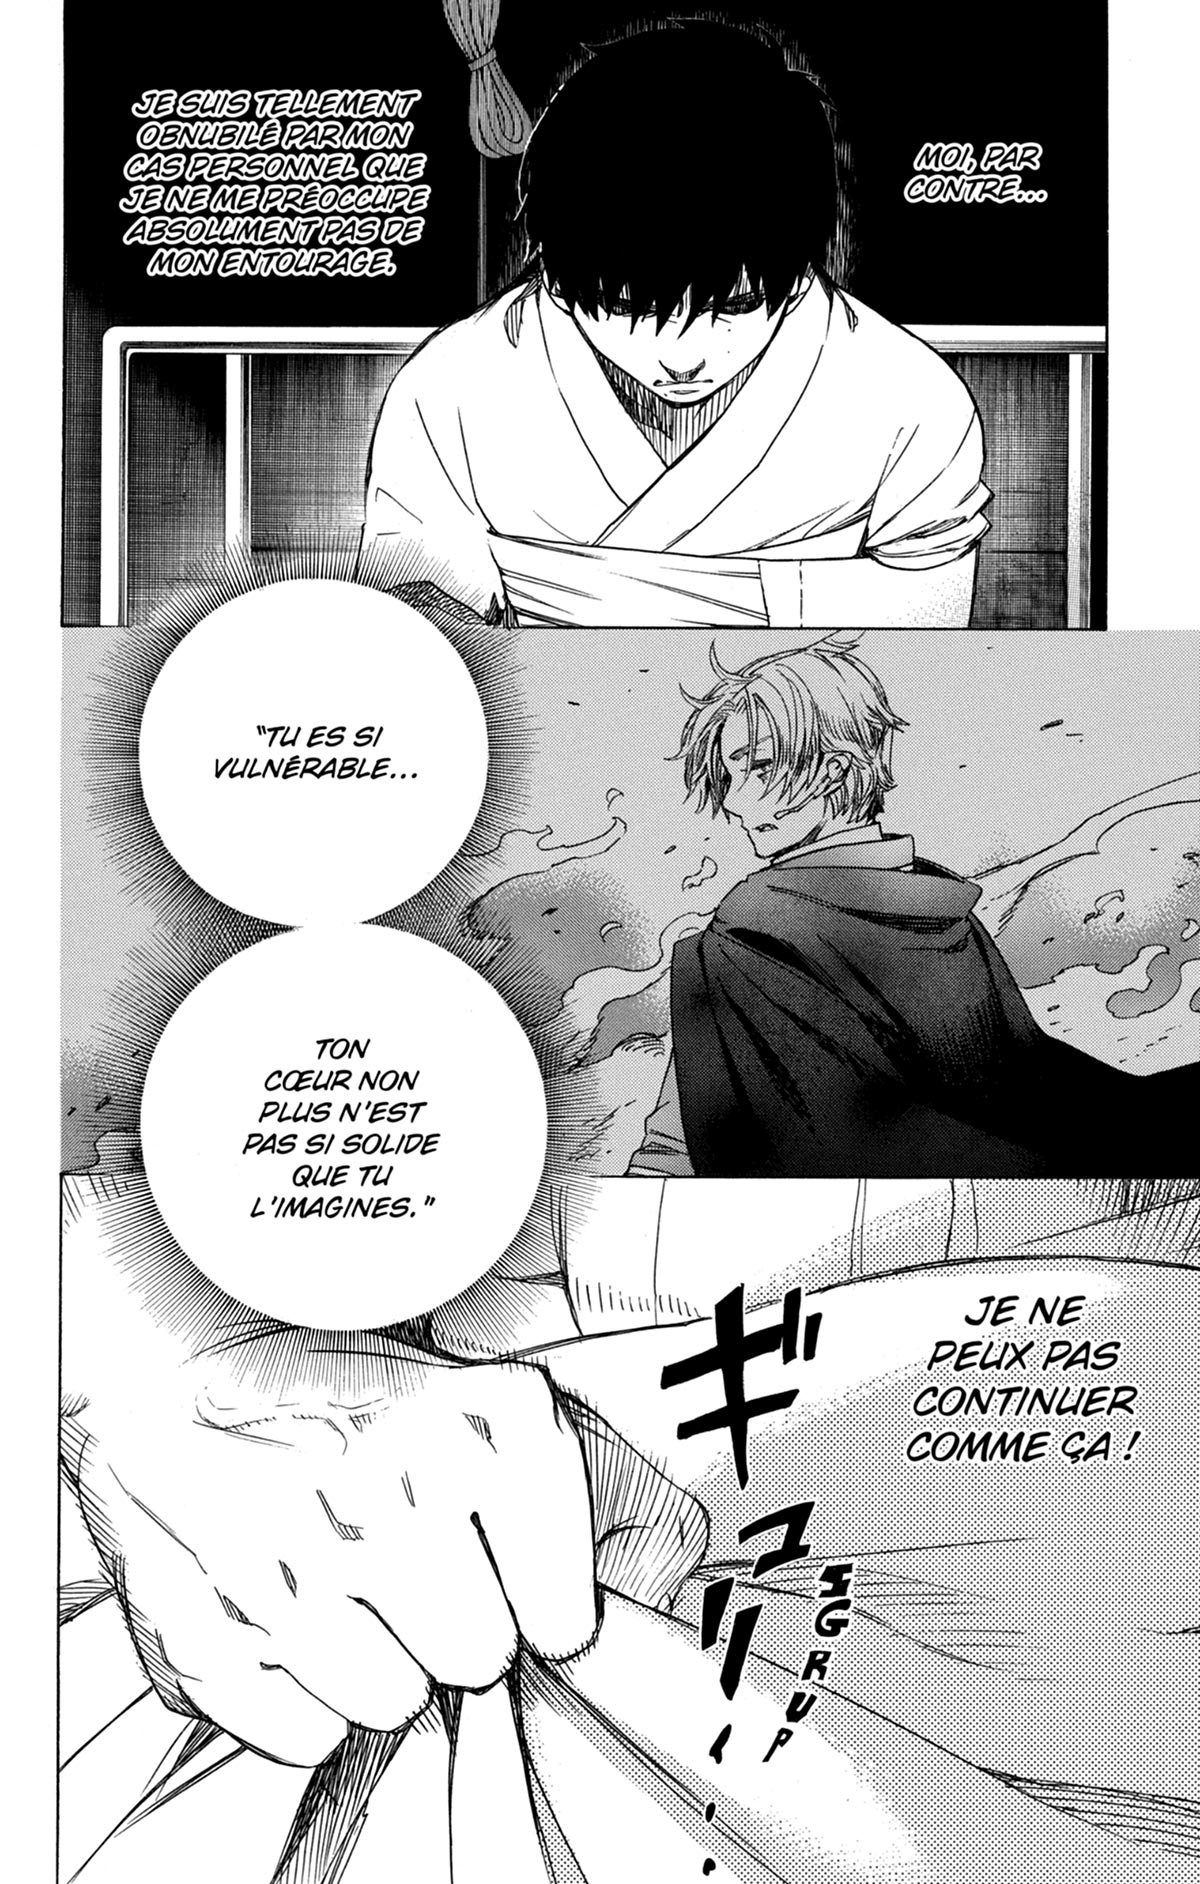 MOI, PAR
CONTRE...
JE SUIS TELLEMENT
OBNUBILÉ PAR MON
CAS PERSONNEL QUE
JE NE ME PRÉOCCUPE
ABSOLUMENT PAS DE
MON ENTOURAGE.
"TU ES SI
VULNÉRABLE...
TON
CŒUR NON
PLUS N'EST
PAS SI SOLIDE
QUE TU
L'IMAGINES."
JE NE
PEUX PAS
CONTINUER
COMME ÇA !
ギュッ
GRUP